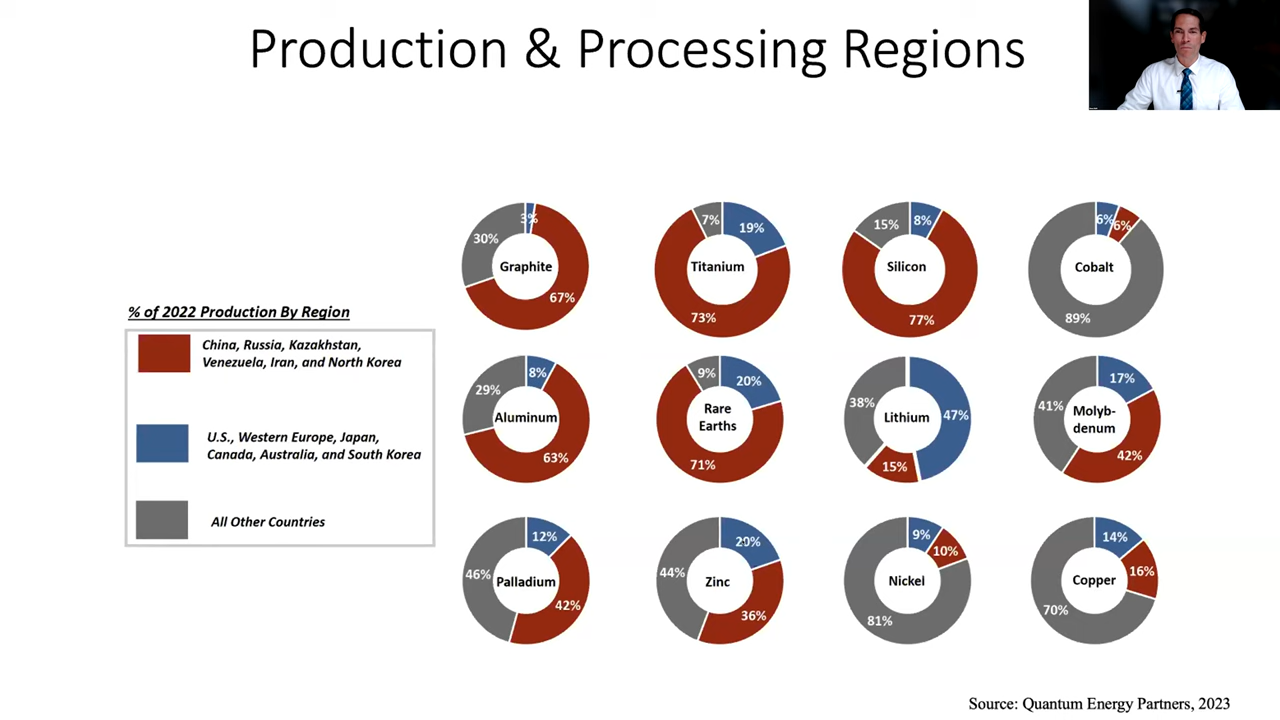 Production & Processing Regions
% of 2022 Production By Region
China, Russia, Kazakhstan,
Venezuela, Iran, and North Korea
U.S., Western Europe, Japan,
Canada, Australia, and South Korea
All Other Countries
3%
30%
Graphite
67%
7%
19%
Titanium
73%
15%
8%
Silicon
77%
6%
6%
Cobalt
89%
8%
29%
Aluminum
63%
9%
20%
Rare
Earths
71%
38%
47%
Lithium
15%
17%
41%
Molyb-
denum
42%
12%
46%
Palladium
42%
20%
44%
Zinc
36%
9%
10%
Nickel
81%
14%
16%
Copper
70%
Source: Quantum Energy Partners, 2023